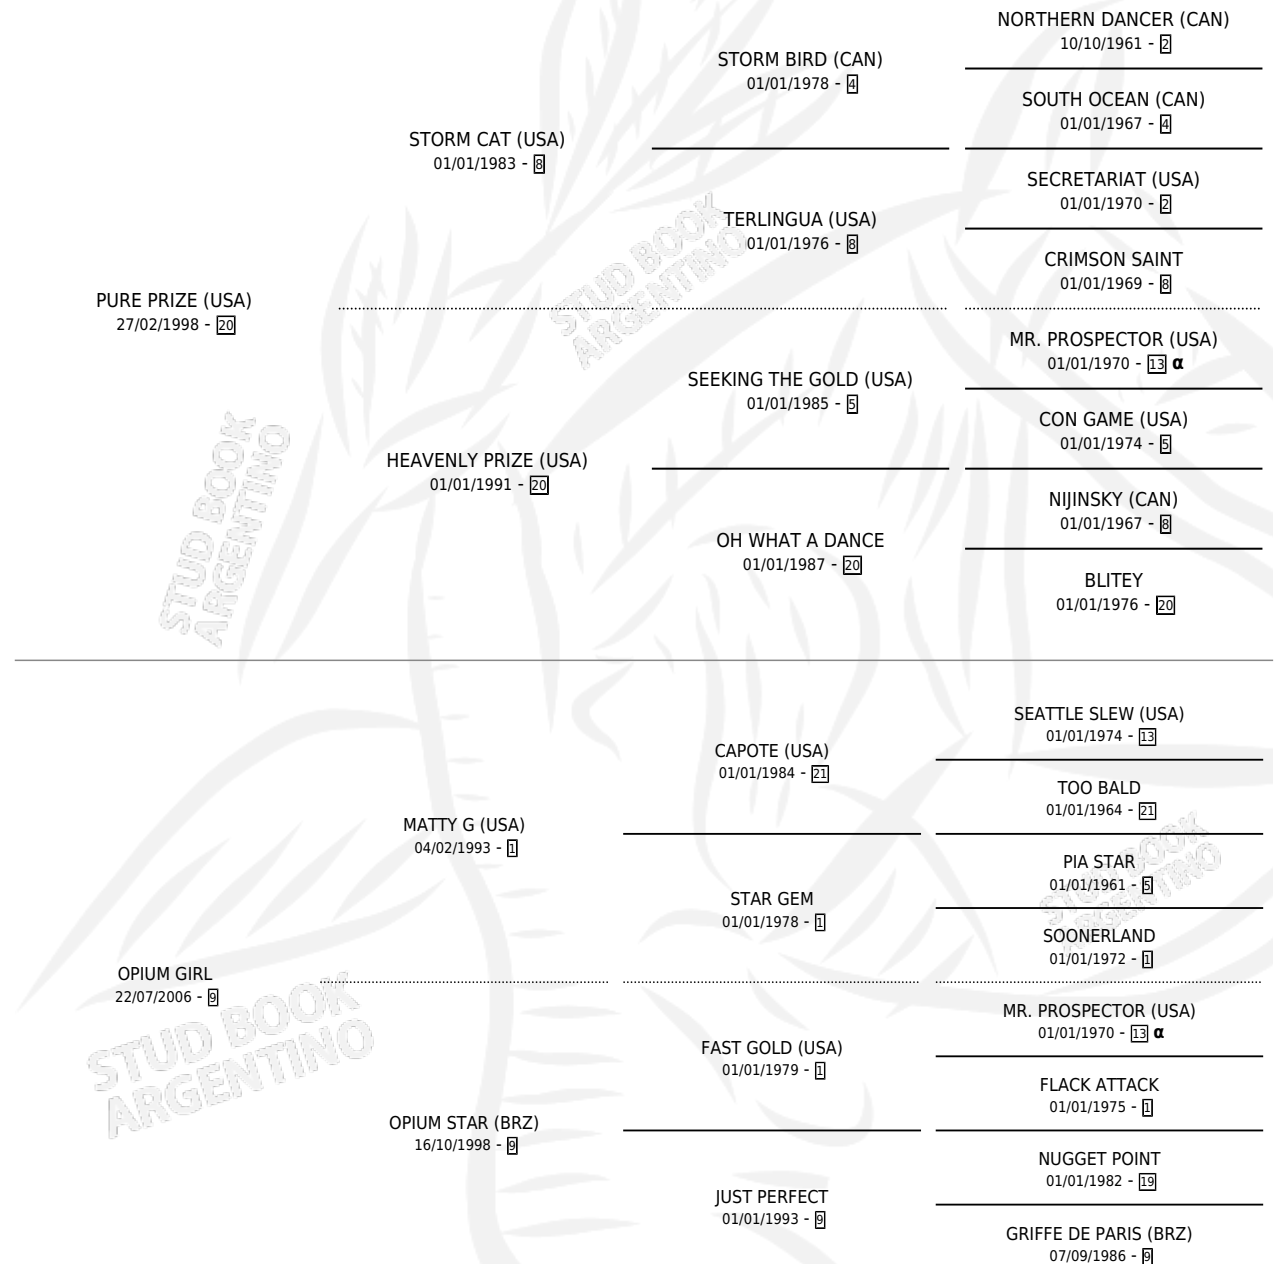 NORTHERN DANCER (CAN)
10/10/1961 - 2
STORM BIRD (CAN)
01/01/1978 - 4
SOUTH OCEAN (CAN)
01/01/1967 - 4
STORM CAT (USA)
01/01/1983 - 8
SECRETARIAT (USA)
01/01/1970 - 2
TERLINGUA (USA)
01/01/1976 - 8
CRIMSON SAINT
01/01/1969 - 8
PURE PRIZE (USA)
27/02/1998 - 20
MR. PROSPECTOR (USA)
01/01/1970 - 13 α
SEEKING THE GOLD (USA)
01/01/1985 - 5
CON GAME (USA)
01/01/1974 - 5
HEAVENLY PRIZE (USA)
01/01/1991 - 20
NIJINSKY (CAN)
01/01/1967 - 8
OH WHAT A DANCE
01/01/1987 - 20
BLITEY
01/01/1976 - 20
SEATTLE SLEW (USA)
01/01/1974 - 13
CAPOTE (USA)
01/01/1984 - 21
TOO BALD
01/01/1964 - 21
MATTY G (USA)
04/02/1993 - 1
PIA STAR
01/01/1961 - 5
STAR GEM
01/01/1978 - 1
SOONERLAND
01/01/1972 - 1
OPIUM GIRL
22/07/2006 - 9
MR. PROSPECTOR (USA)
01/01/1970 - 13 α
FAST GOLD (USA)
01/01/1979 - 1
FLACK ATTACK
01/01/1975 - 1
OPIUM STAR (BRZ)
16/10/1998 - 9
NUGGET POINT
01/01/1982 - 19
JUST PERFECT
01/01/1993 - 9
GRIFFE DE PARIS (BRZ)
07/09/1986 - 9
STUD BOOK
ARGENTINO
STUD BOOK
ARGENTINO
STUD BOOK
ARGENTINO
STUD BOOK
ARGENTINO